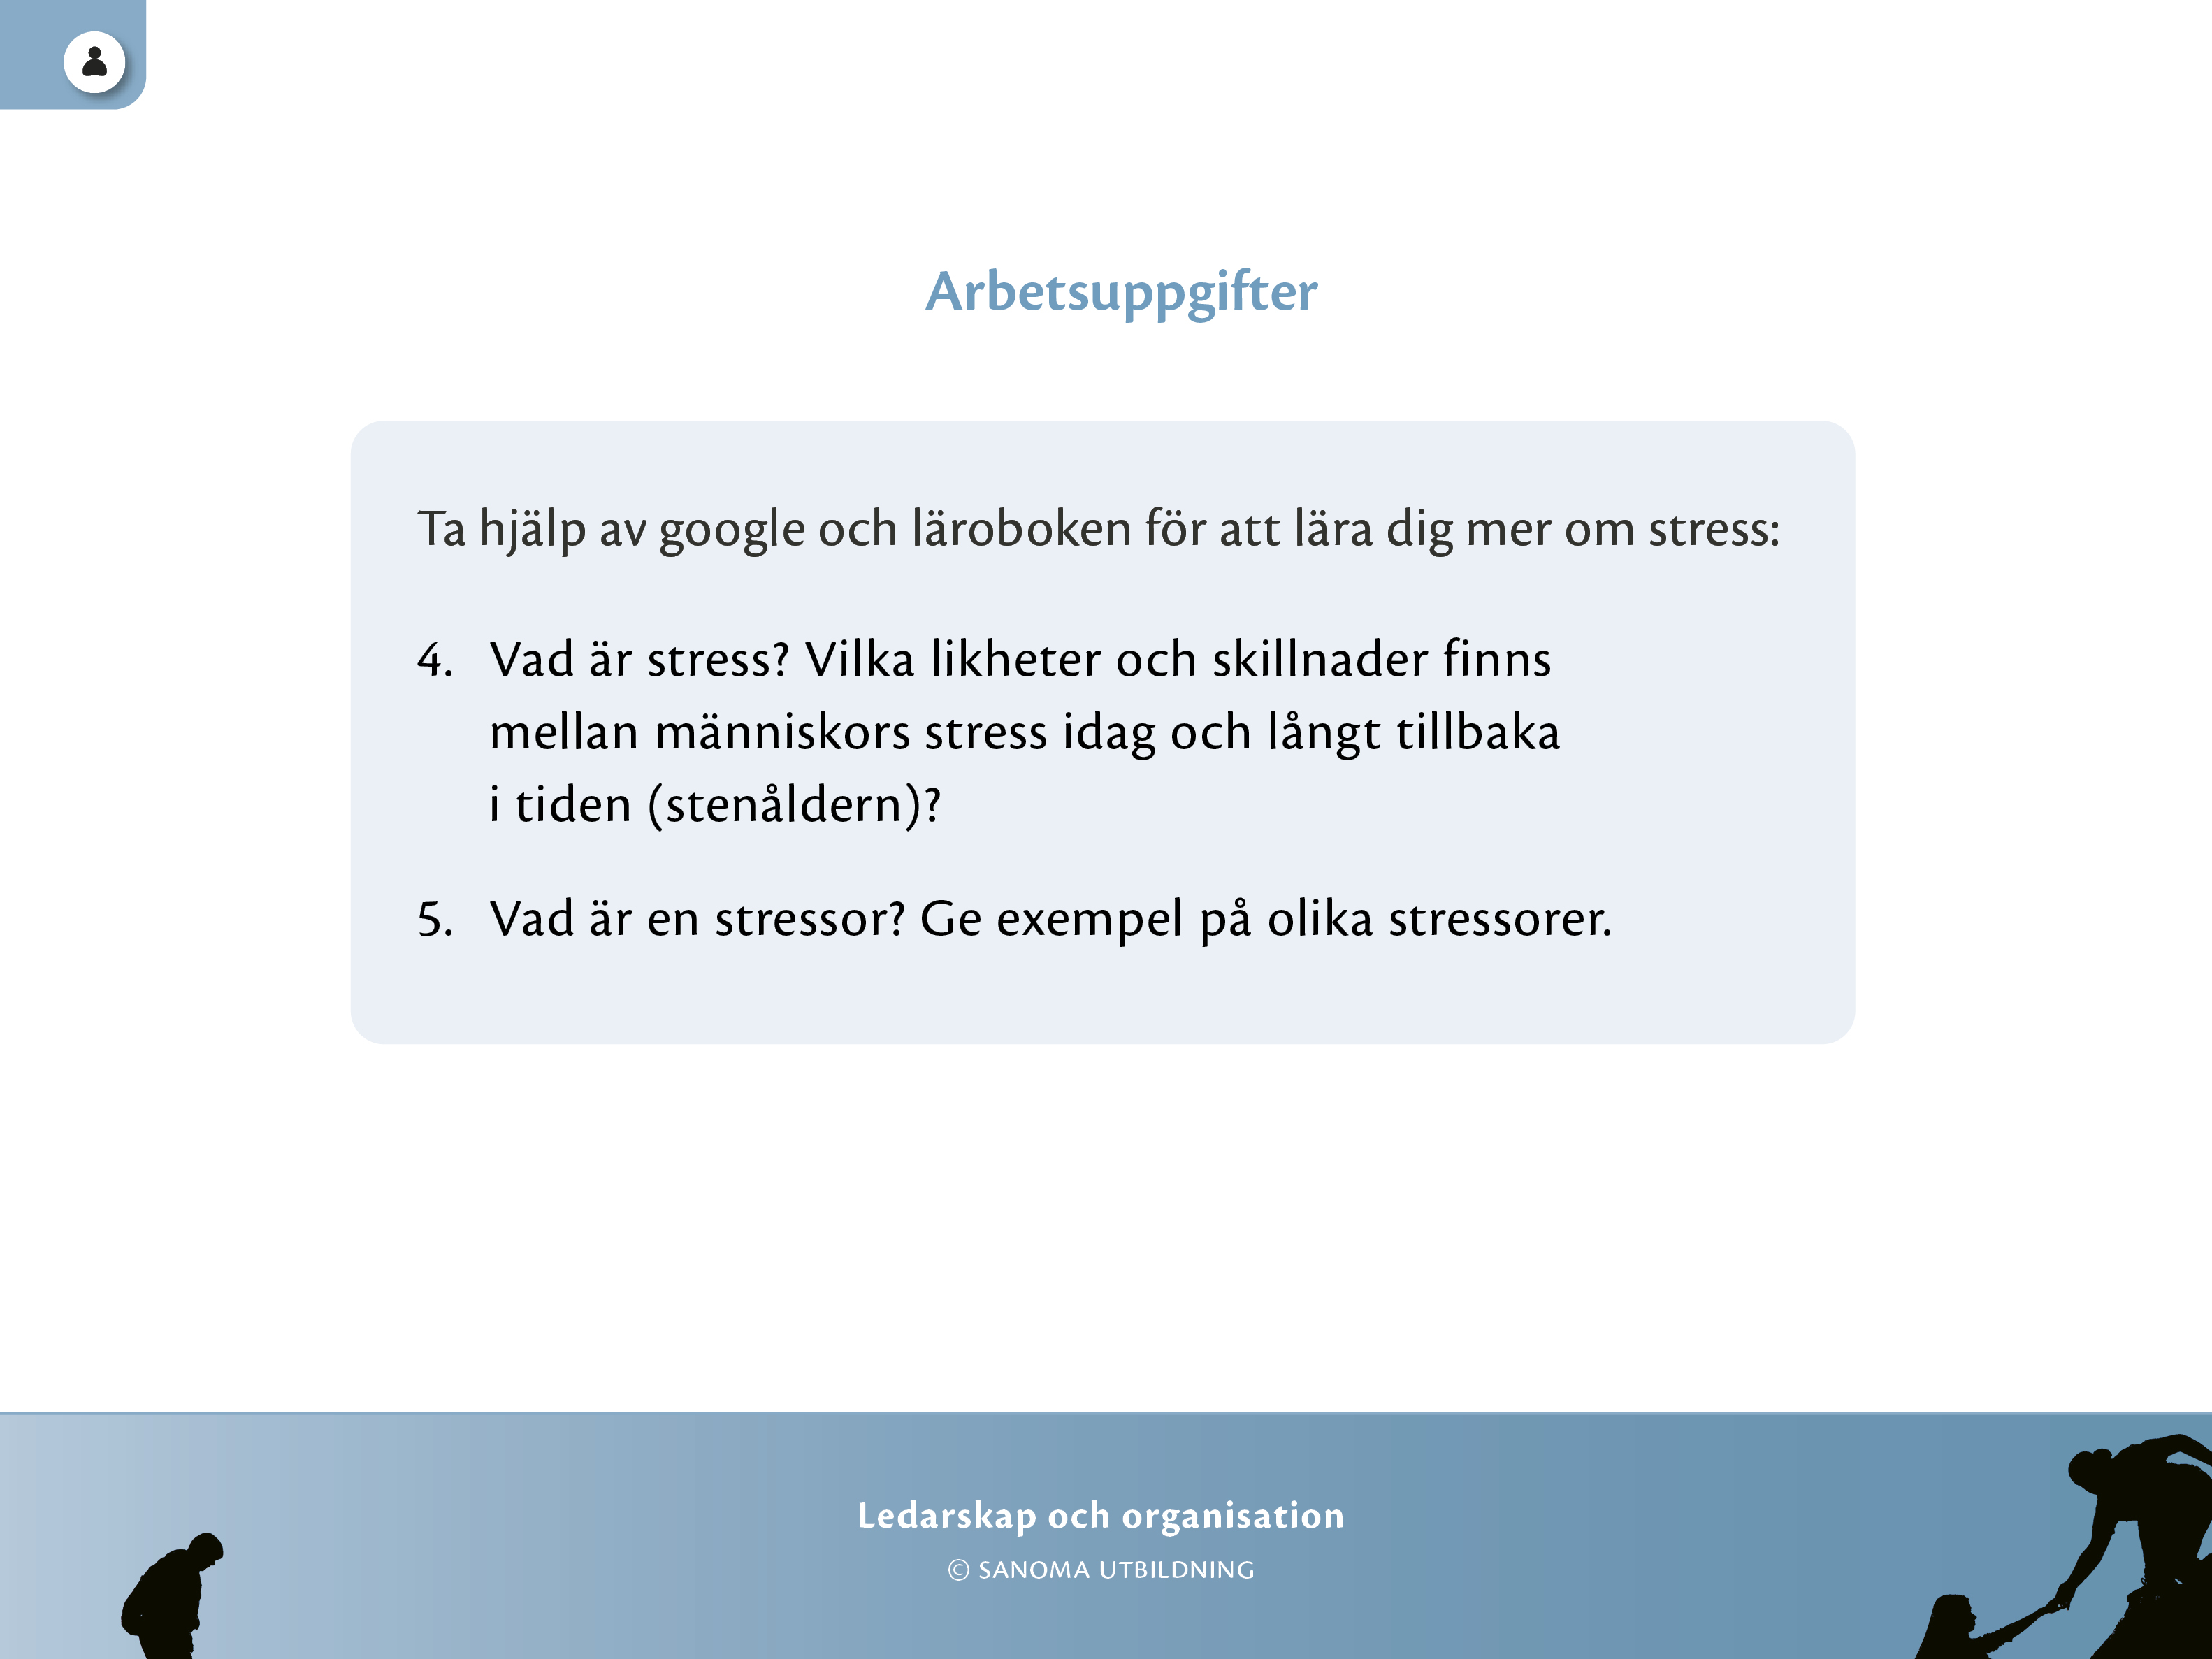 Arbetsuppgifter
Ta hjälp av google och läroboken för att lära dig mer om stress:
4. Vad är stress? Vilka likheter och skillnader finns
mellan människors stress idag och långt tillbaka
i tiden (stenåldern)?
5. Vad är en stressor? Ge exempel på olika stressorer.
Ledarskap och organisation
© SANOMA UTBILDNING